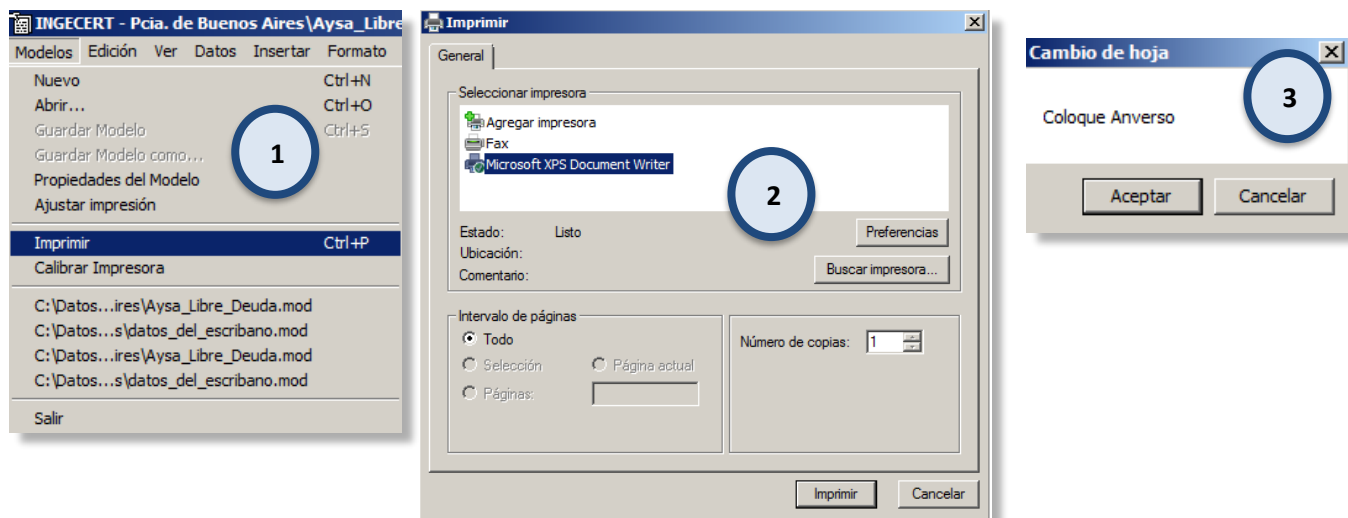 INGECERT - Pcia. de Buenos Aires\Aysa_Libre
Modelos Edición Ver Datos Insertar Formato
Nuevo Ctrl+N
Abrir... Ctrl+O
Guardar Modelo Ctrl+S
Guardar Modelo como...
Propiedades del Modelo
Ajustar impresión
Imprimir Ctrl+P
Calibrar Impresora
C:\Datos...ires\Aysa_Libre_Deuda.mod
C:\Datos...s\datos_del_escribano.mod
C:\Datos...ires\Aysa_Libre_Deuda.mod
C:\Datos...s\datos_del_escribano.mod
Salir
1
Imprimir
General
Seleccionar impresora
Agregar impresora
Fax
Microsoft XPS Document Writer
2
Estado: Listo
Preferencias
Ubicación:
Comentario:
Buscar impresora...
Intervalo de páginas
Todo
Selección Página actual
Páginas:
Número de copias: 1
Imprimir Cancelar
Cambio de hoja
3
Coloque Anverso
Aceptar Cancelar